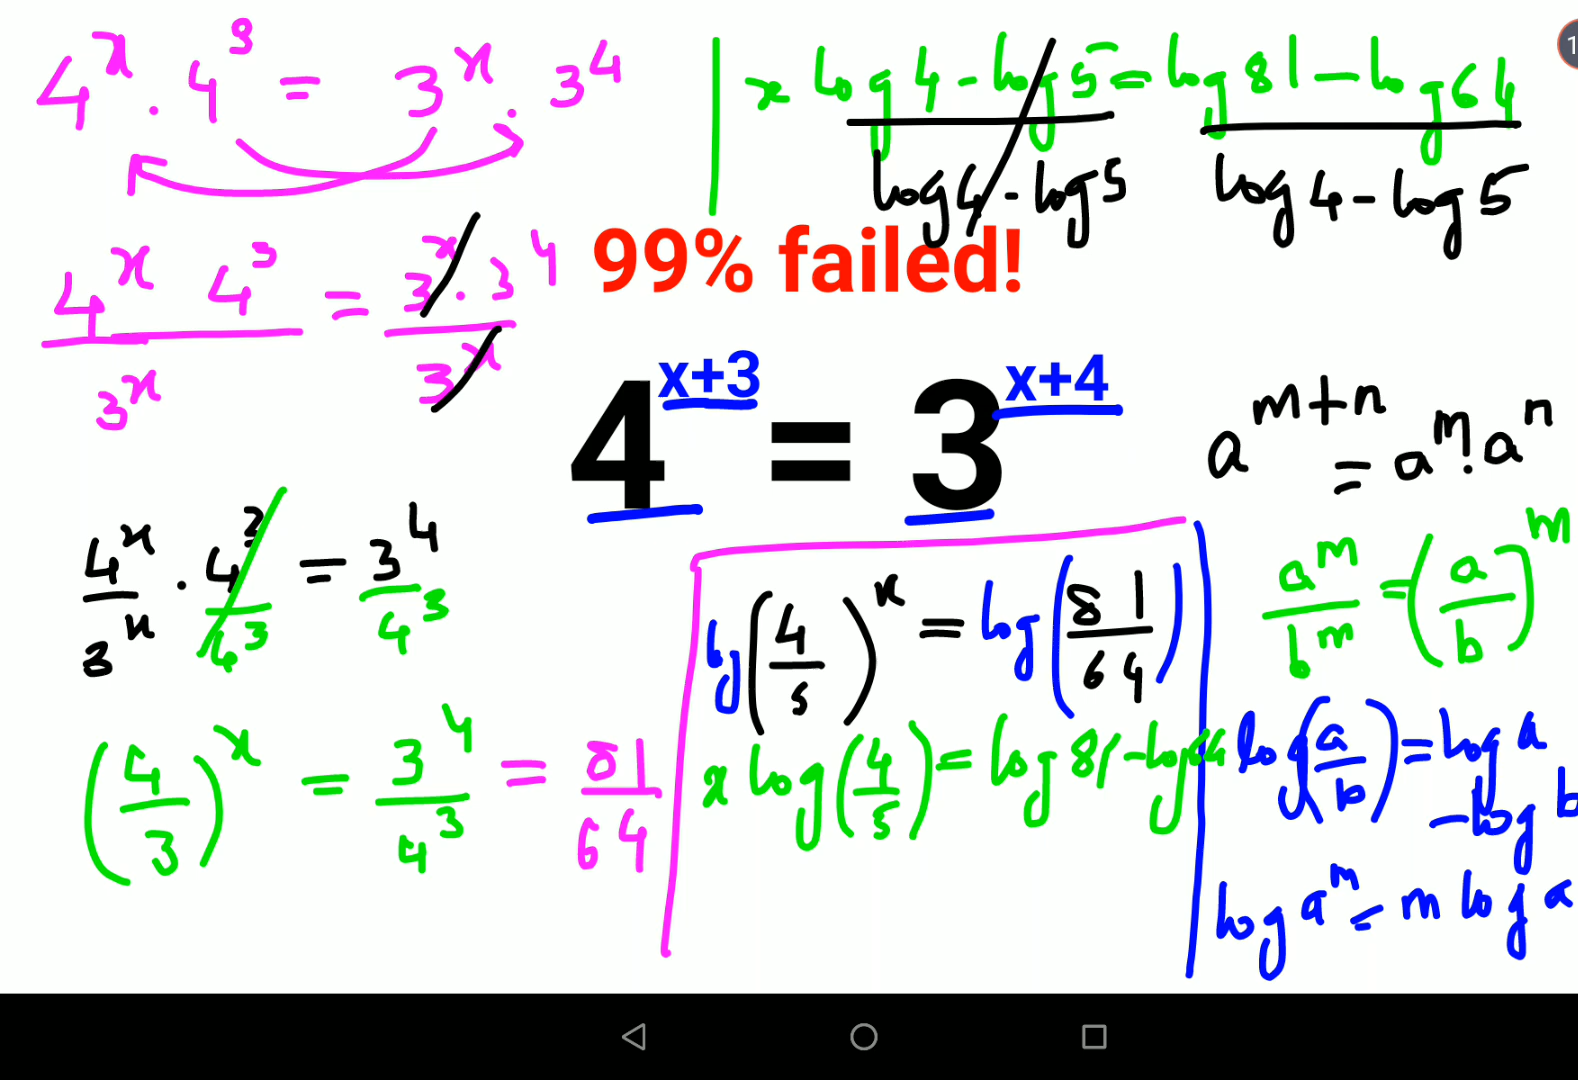 4^x . 4^3 = 3^x . 3^4
4^x 4^3 / 3^x = 3^x . 3^4 / 3^x
4^x / 3^x . 4^3 / 4^3 = 3^4 / 4^3
(4/3)^x = 3^4 / 4^3 = 81 / 64
x log 4 - log 5 / log 4 - log 5 = log 81 - log 64 / log 4 - log 5
99% failed!
4^x+3 = 3^x+4
log (4/5)^x = log (81/64)
x log (4/5) = log 81 - log 64
a^m+n = a^m . a^n
a^m / b^m = (a/b)^m
log (a/b) = log a
- log b
log a^m = m log a
1